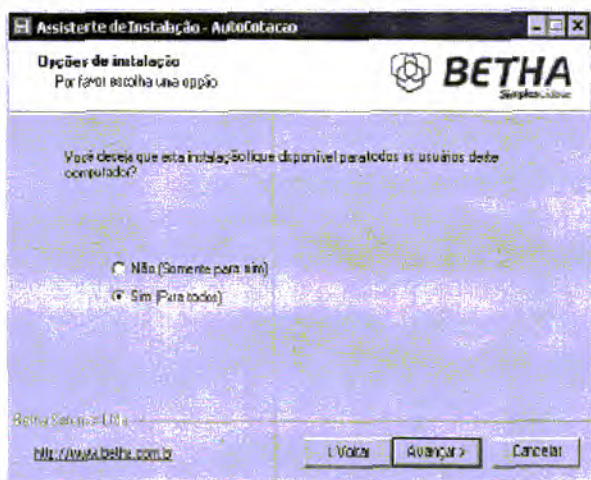 Assistente de Instalação - AutoCotacao
Opções de instalação
Por favor escolha uma opção
BETHA
Você deseja que esta instalação fique disponível para todos os usuários deste
computador?
Não (Somente para mim)
Sim (Para todos)
Betha Ltda
http://www.betha.com.br
< Voltar
Avançar >
Cancelar